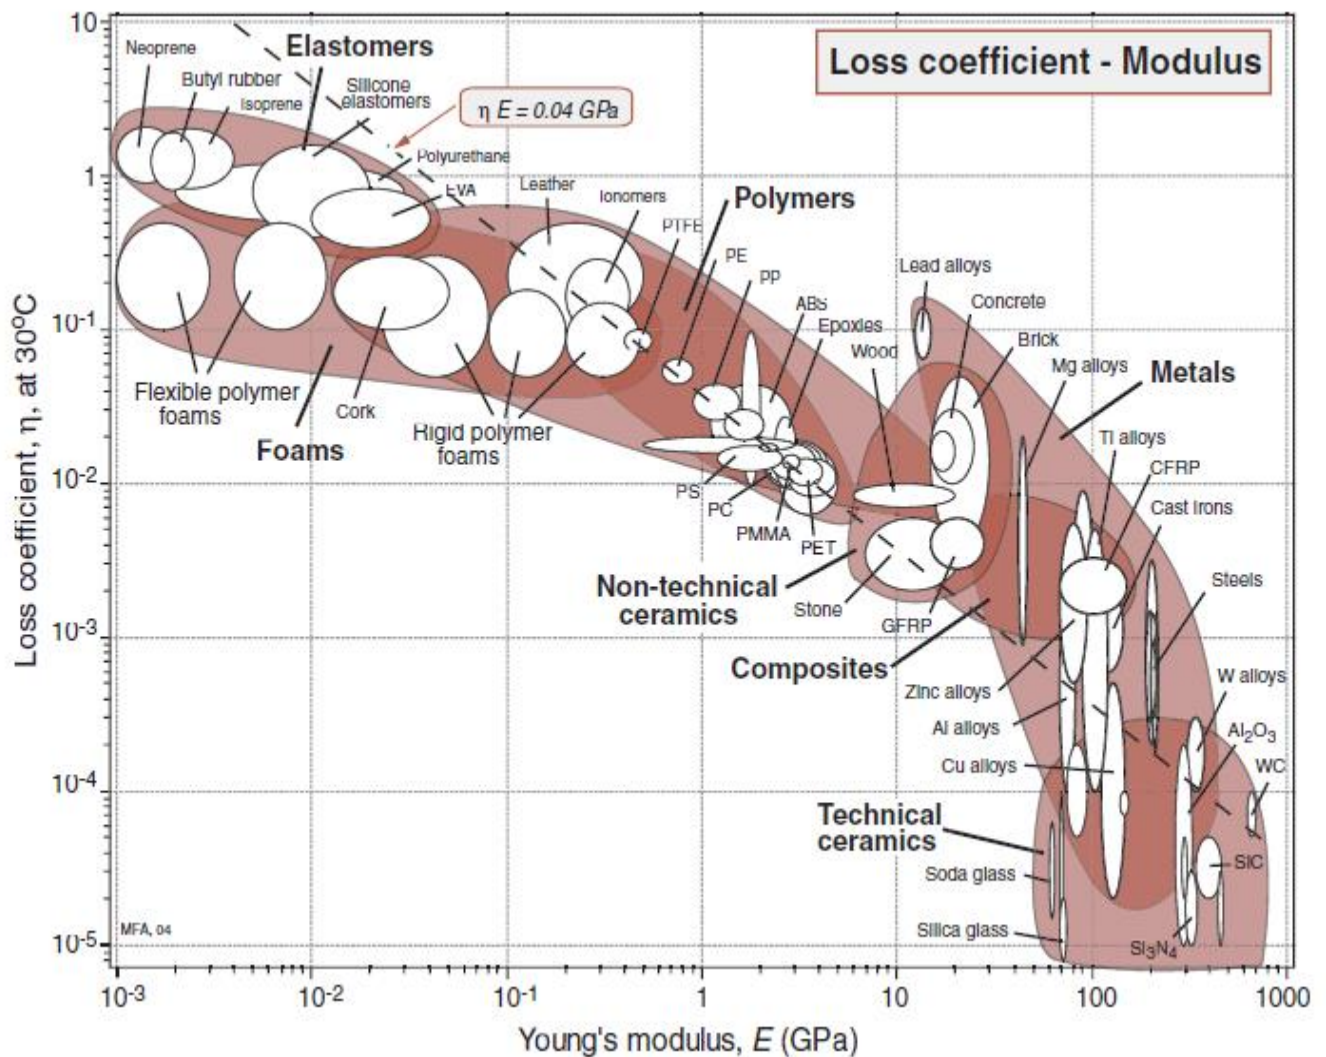 Loss coefficient - Modulus
Loss coefficient, η, at 30°C
10
1
10-1
10-2
10-3
10-4
10-5
10-3
10-2
10-1
1
10
100
1000
Young's modulus, E (GPa)
Neoprene
Butyl rubber
Isoprene
Elastomers
Silicone
elastomers
η E = 0.04 GPa
Polyurethane
EVA
Leather
Ionomers
Polymers
PTFE
PE
PP
ABS
Epoxies
Wood
Lead alloys
Concrete
Brick
Mg alloys
Metals
Ti alloys
CFRP
Cast irons
Steels
W alloys
Al2O3
WC
Flexible polymer
foams
Foams
Cork
Rigid polymer
foams
PS
PC
PMMA
PET
Non-technical
ceramics
Stone
GFRP
Composites
Zinc alloys
Al alloys
Cu alloys
Technical
ceramics
Soda glass
Silica glass
SiC
Si3N4
MFA, 04